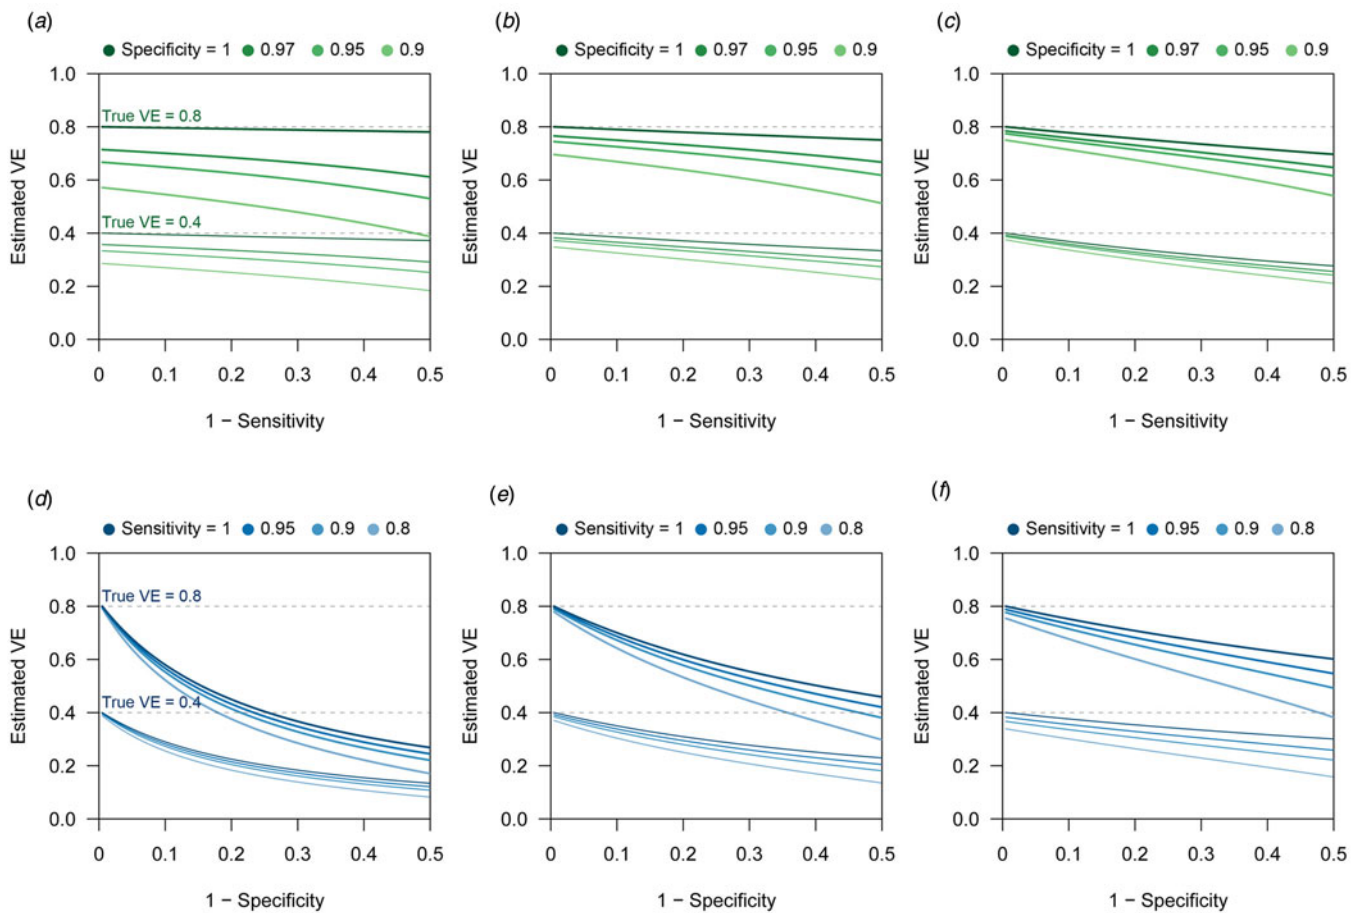 (a)
Specificity = 1 0.97 0.95 0.9
1.0
True VE = 0.8
0.8
0.6
True VE = 0.4
0.4
0.2
0.0
Estimated VE
0 0.1 0.2 0.3 0.4 0.5
1 − Sensitivity
(b)
Specificity = 1 0.97 0.95 0.9
1.0
0.8
0.6
0.4
0.2
0.0
Estimated VE
0 0.1 0.2 0.3 0.4 0.5
1 − Sensitivity
(c)
Specificity = 1 0.97 0.95 0.9
1.0
0.8
0.6
0.4
0.2
0.0
Estimated VE
0 0.1 0.2 0.3 0.4 0.5
1 − Sensitivity
(d)
Sensitivity = 1 0.95 0.9 0.8
1.0
True VE = 0.8
0.8
0.6
True VE = 0.4
0.4
0.2
0.0
Estimated VE
0 0.1 0.2 0.3 0.4 0.5
1 − Specificity
(e)
Sensitivity = 1 0.95 0.9 0.8
1.0
0.8
0.6
0.4
0.2
0.0
Estimated VE
0 0.1 0.2 0.3 0.4 0.5
1 − Specificity
(f)
Sensitivity = 1 0.95 0.9 0.8
1.0
0.8
0.6
0.4
0.2
0.0
Estimated VE
0 0.1 0.2 0.3 0.4 0.5
1 − Specificity